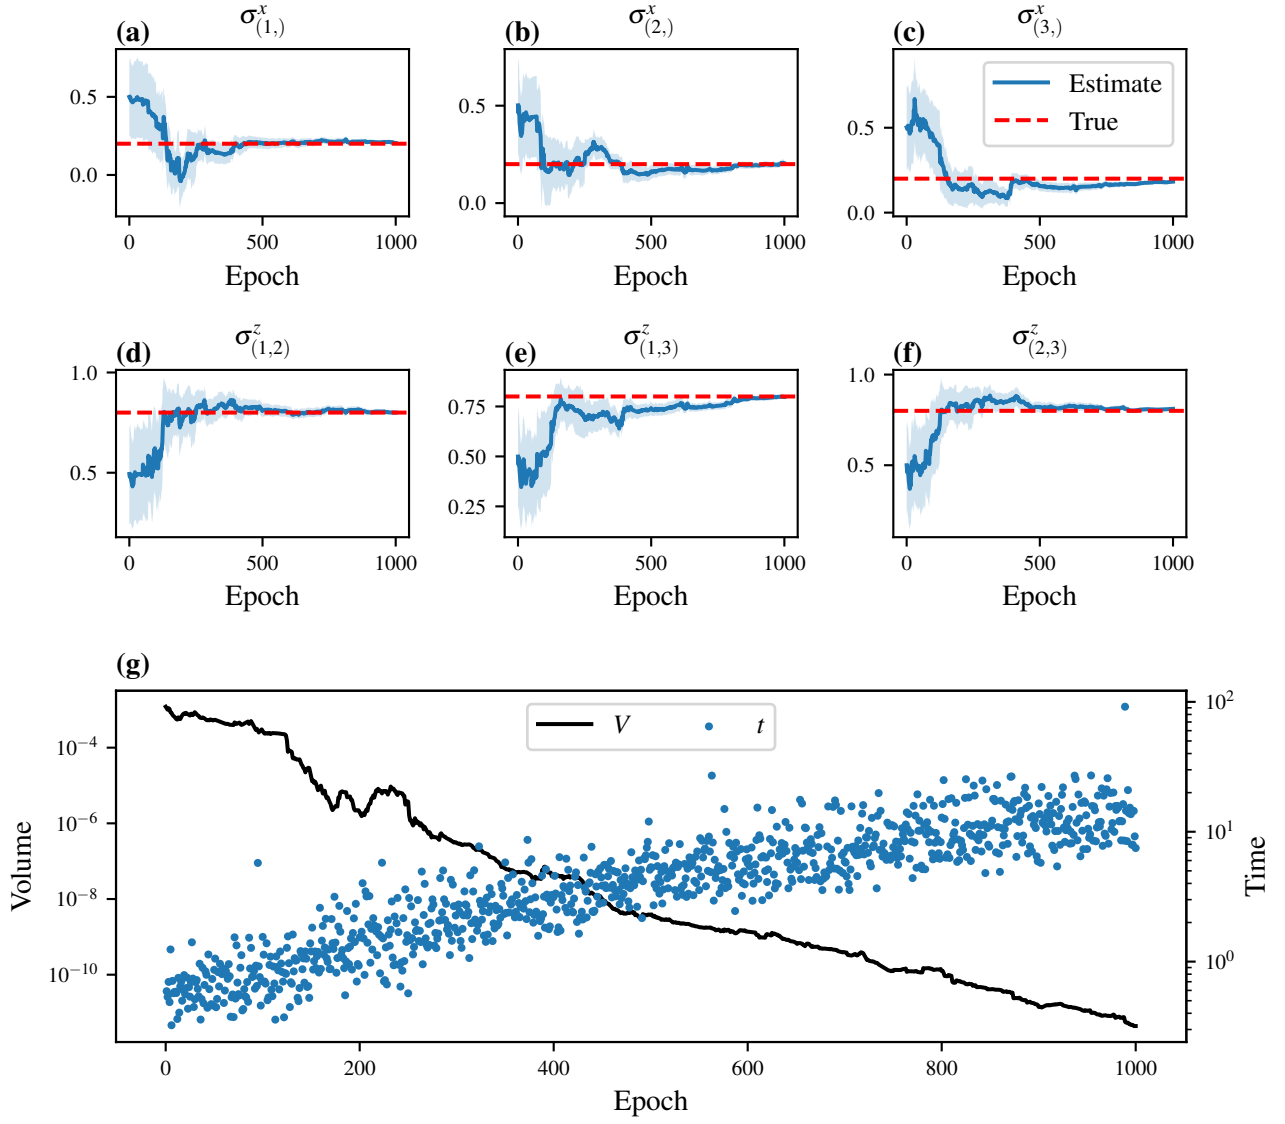 (a) σ^x_(1,)
(b) σ^x_(2,)
(c) σ^x_(3,)
0.5
0.0
0 500 1000
Epoch
0.5
0.0
0 500 1000
Epoch
Estimate
True
0.5
0.0
0 500 1000
Epoch
(d) σ^z_(1,2)
(e) σ^z_(1,3)
(f) σ^z_(2,3)
1.0
0.5
0 500 1000
Epoch
0.75
0.50
0.25
0 500 1000
Epoch
1.0
0.5
0 500 1000
Epoch
(g)
V t
Volume
10^−4
10^−6
10^−8
10^−10
Time
10^2
10^1
10^0
0 200 400 600 800 1000
Epoch